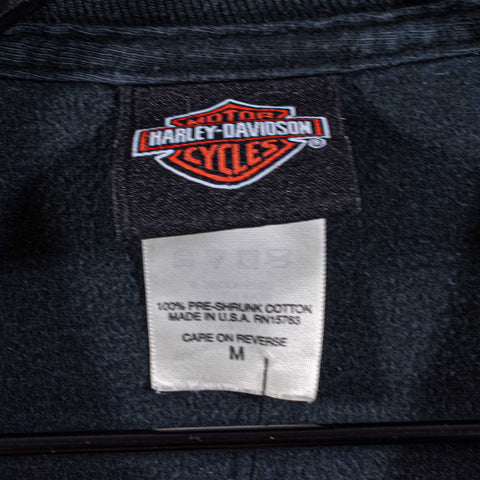 MOTOR
HARLEY-DAVIDSON
CYCLES®
100% PRE-SHRUNK COTTON
MADE IN U.S.A. RN15763
CARE ON REVERSE
M